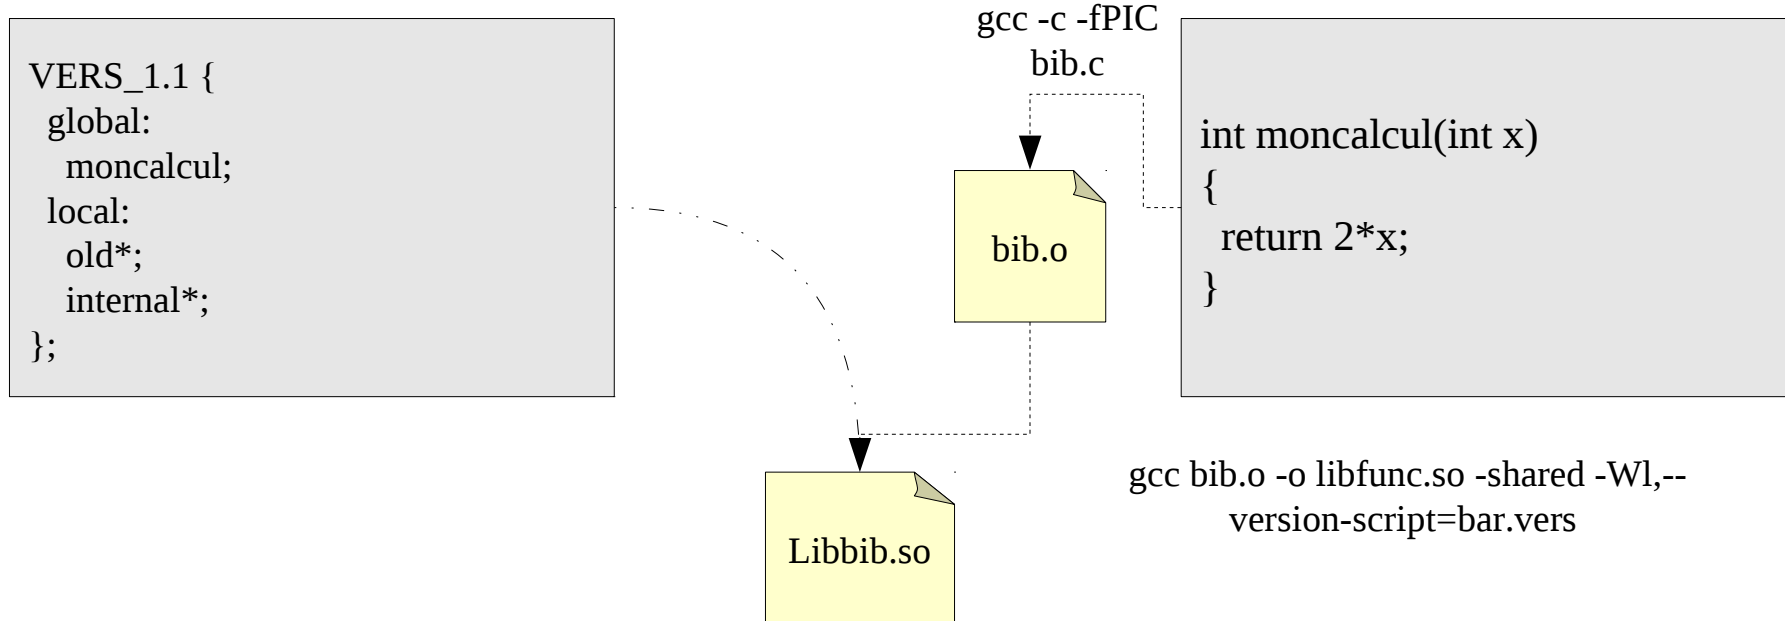 VERS_1.1 {
global:
moncalcul;
local:
old*;
internal*;
};
gcc -c -fPIC
bib.c
bib.o
int moncalcul(int x)
{
return 2*x;
}
Libbib.so
gcc bib.o -o libfunc.so -shared -Wl,--
version-script=bar.vers